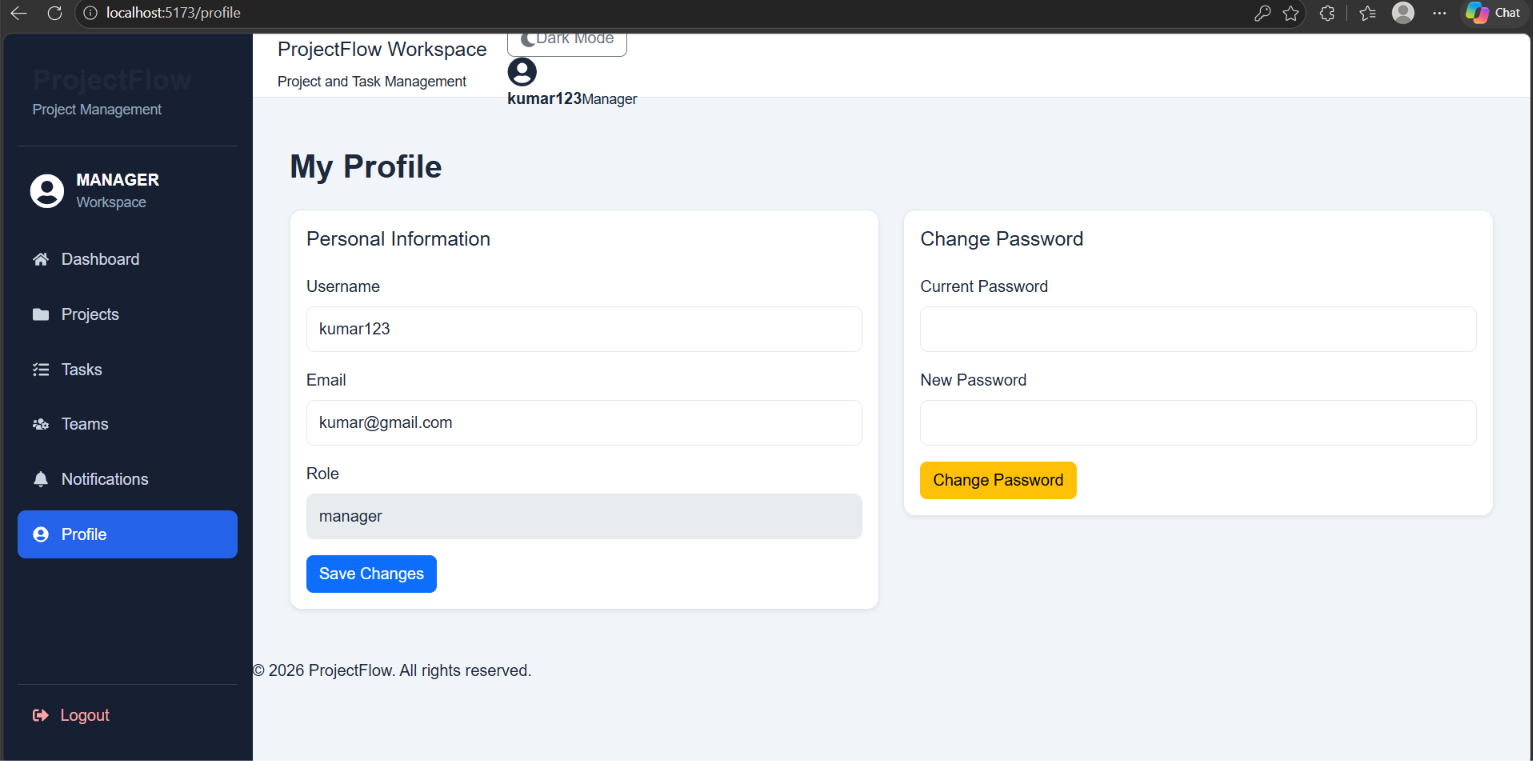 localhost:5173/profile
Chat
ProjectFlow
Project Management
MANAGER
Workspace
Dashboard
Projects
Tasks
Teams
Notifications
Profile
Logout
ProjectFlow Workspace
Project and Task Management
Dark Mode
kumar123Manager
My Profile
Personal Information
Username
kumar123
Email
kumar@gmail.com
Role
manager
Save Changes
Change Password
Current Password
New Password
Change Password
© 2026 ProjectFlow. All rights reserved.